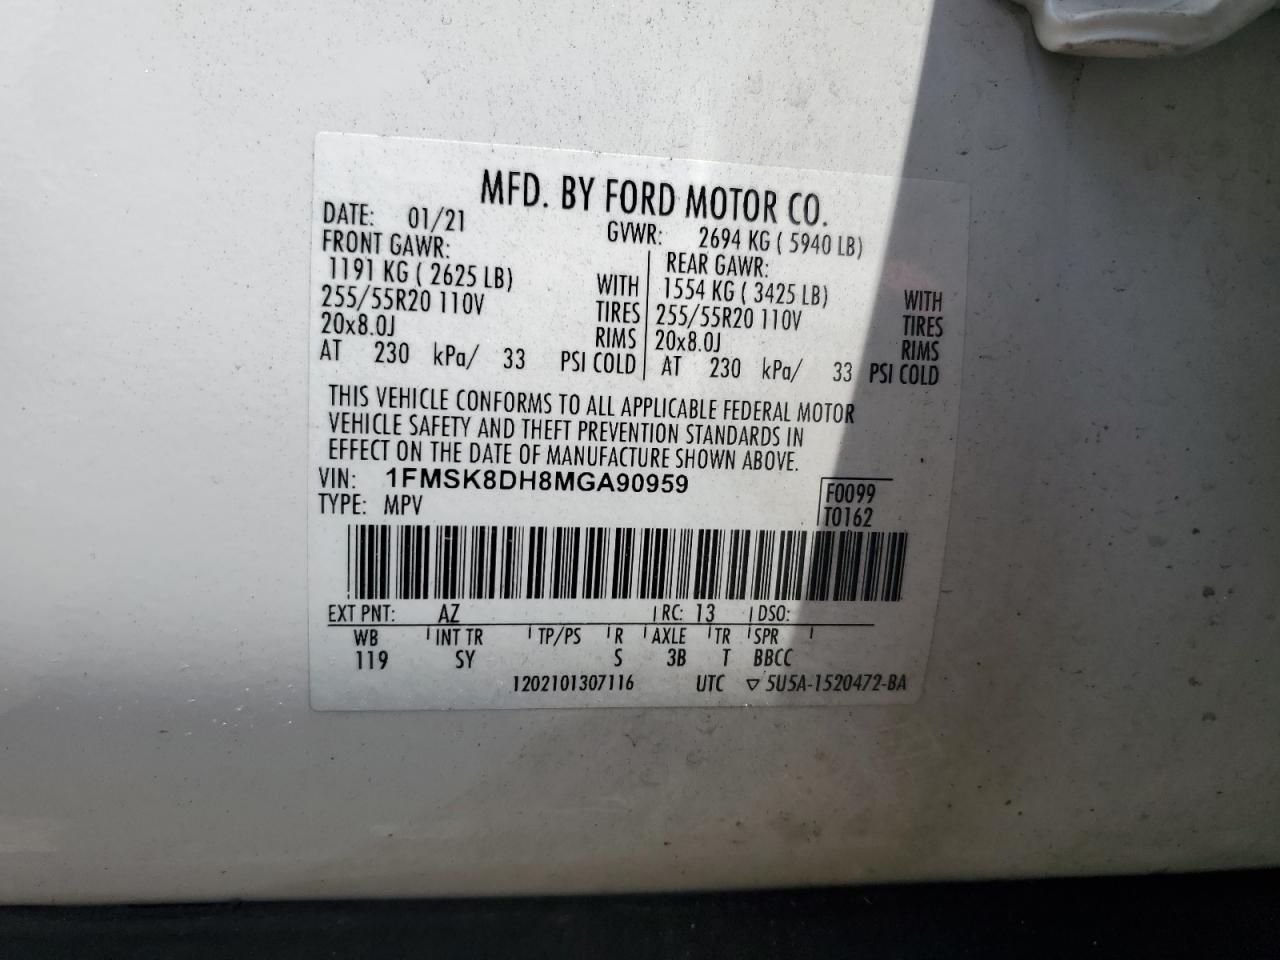 MFD. BY FORD MOTOR CO.
DATE: 01/21 GVWR: 2694 KG ( 5940 LB)
FRONT GAWR: REAR GAWR:
1191 KG ( 2625 LB) WITH 1554 KG ( 3425 LB) WITH
255/55R20 110V TIRES 255/55R20 110V TIRES
20x8.0J RIMS 20x8.0J RIMS
AT 230 kPa/ 33 PSI COLD AT 230 kPa/ 33 PSI COLD
THIS VEHICLE CONFORMS TO ALL APPLICABLE FEDERAL MOTOR
VEHICLE SAFETY AND THEFT PREVENTION STANDARDS IN
EFFECT ON THE DATE OF MANUFACTURE SHOWN ABOVE.
VIN: 1FMSK8DH8MGA90959 F0099
TYPE: MPV T0162
EXT PNT: AZ RC: 13 DSO:
WB INT TR TP/PS R AXLE TR SPR
119 SY S 3B T BBCC
1202101307116 UTC ▽ 5U5A-1520472-BA